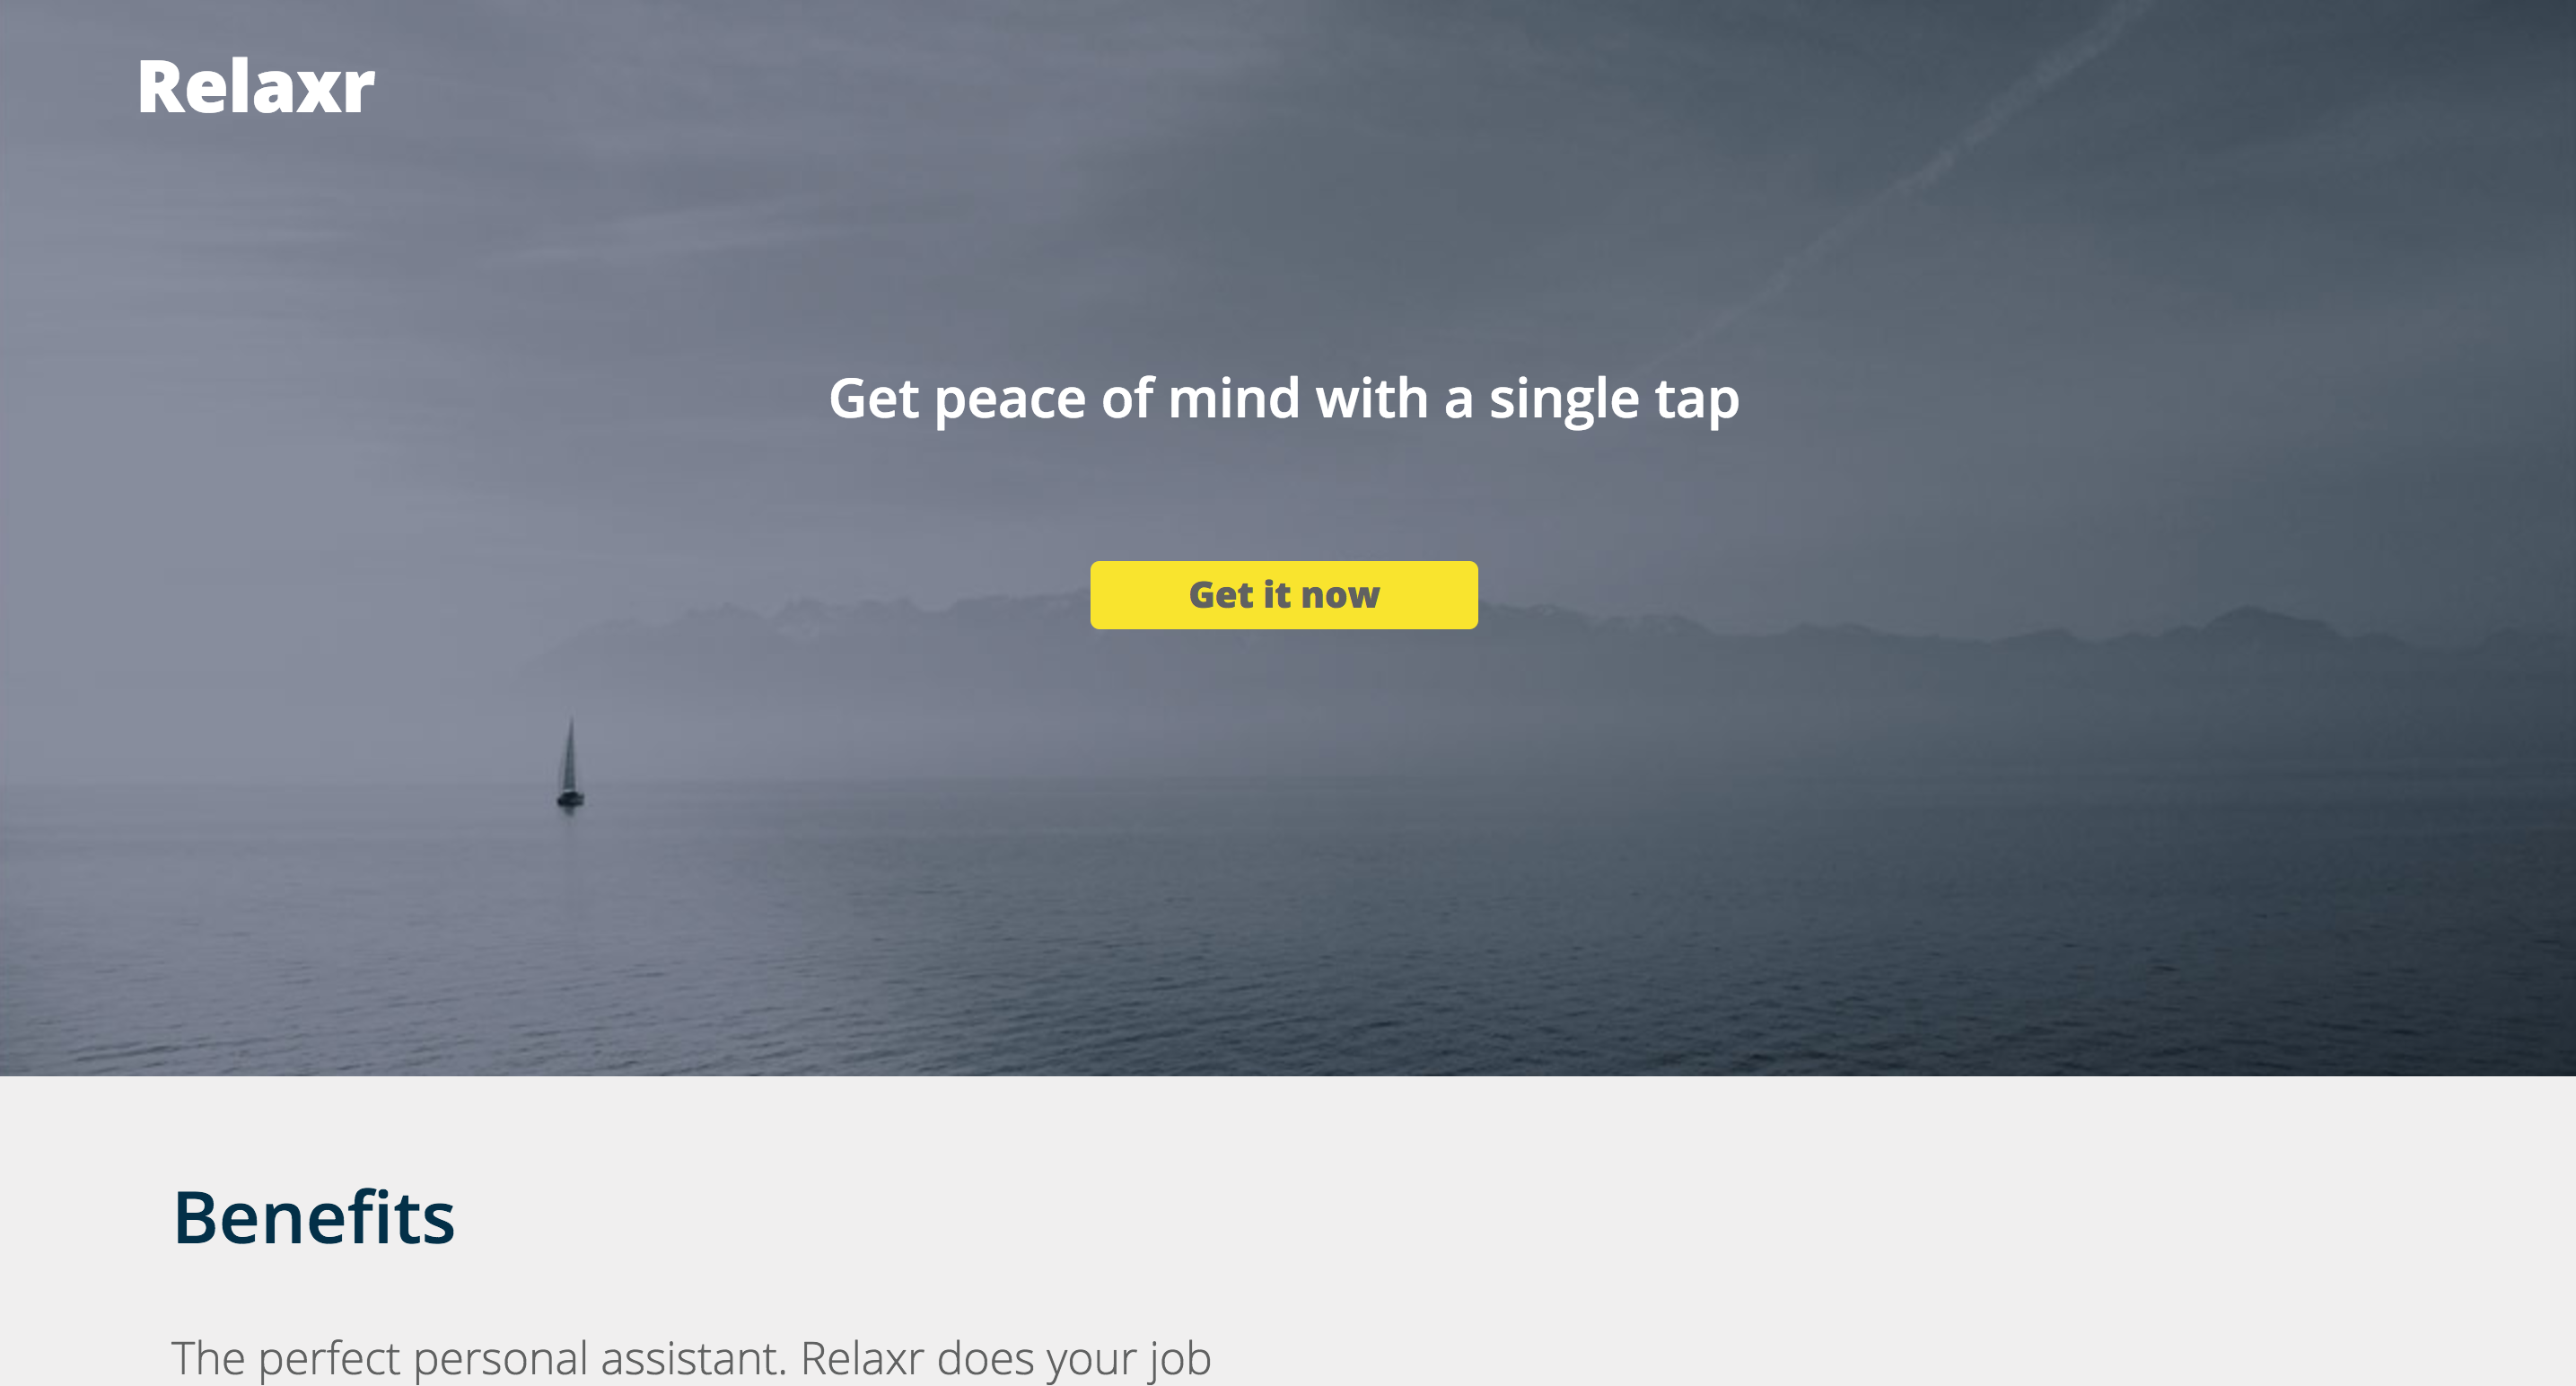 Relaxr
Get peace of mind with a single tap
Get it now
Benefits
The perfect personal assistant. Relaxr does your job